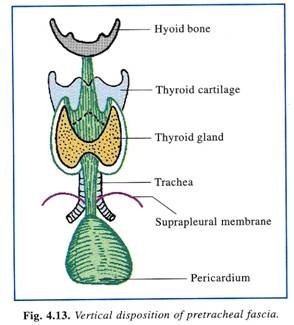 Hyoid bone
Thyroid cartilage
Thyroid gland
Trachea
Suprapleural membrane
Pericardium
Fig. 4.13. Vertical disposition of pretracheal fascia.